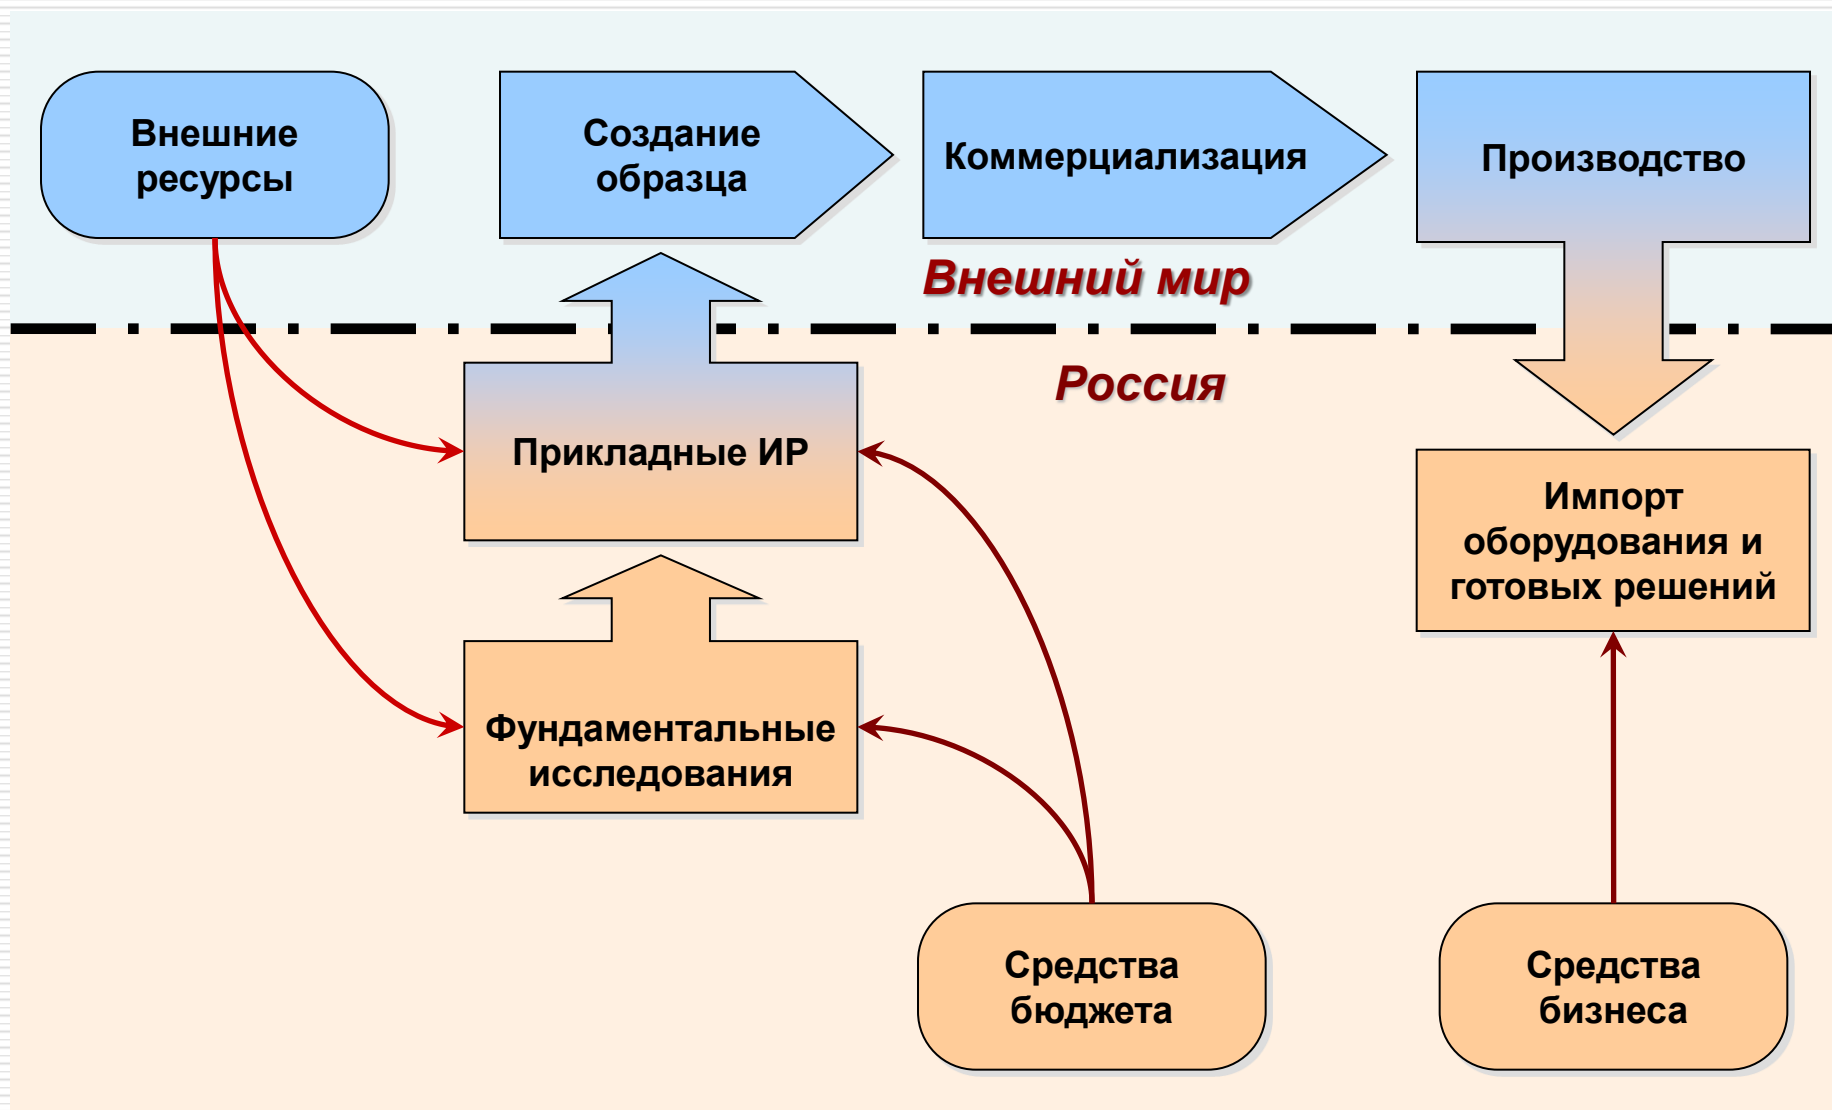 Внешние
ресурсы
Создание
образца
Коммерциализация
Производство
Внешний мир
Россия
Прикладные ИР
Импорт
оборудования и
готовых решений
Фундаментальные
исследования
Средства
бюджета
Средства
бизнеса